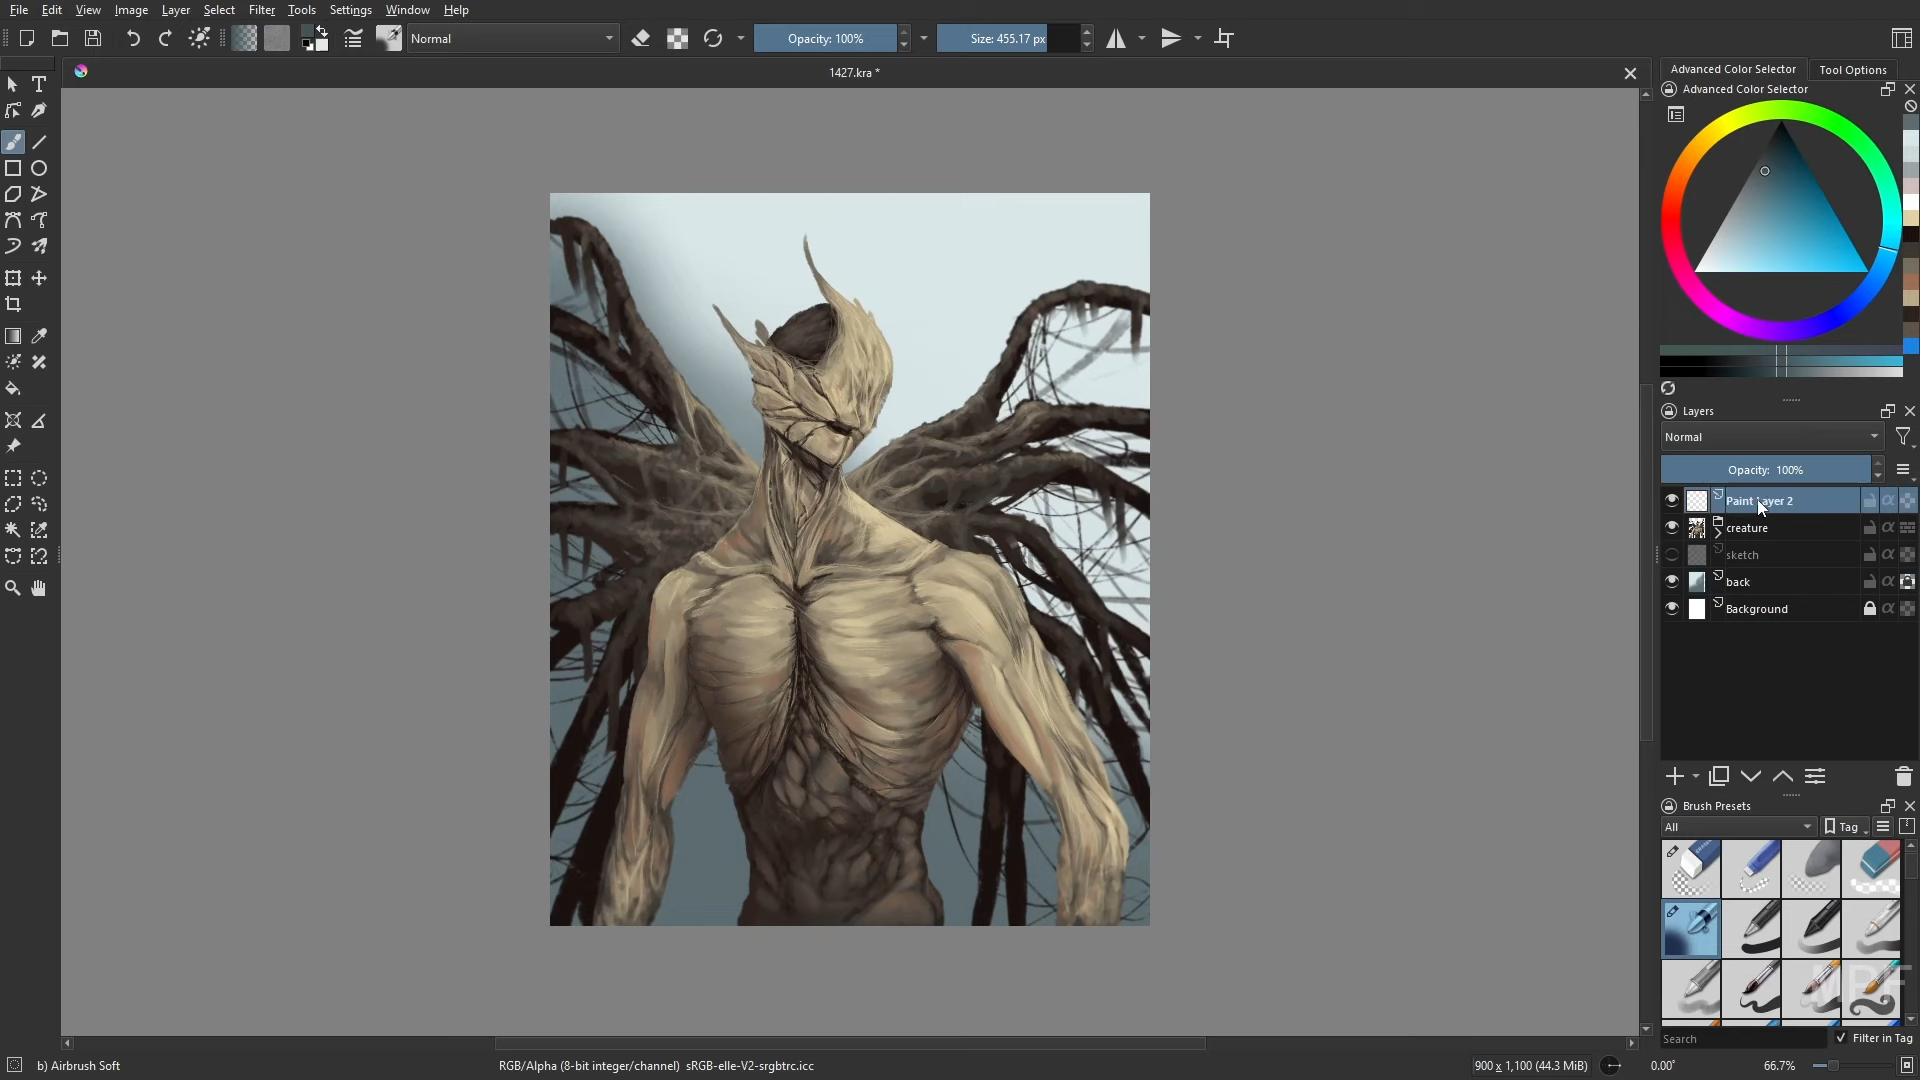 File Edit View Image Layer Select Filter Tools Settings Window Help
Normal
Opacity: 100%
Size: 455.17 px
1427.kra *
Advanced Color Selector
Tool Options
Advanced Color Selector
Layers
Normal
Opacity: 100%
Paint Layer 2
creature
sketch
back
Background
Brush Presets
All
Tag
MPF
Search
Filter in Tag
b) Airbrush Soft
RGB/Alpha (8-bit integer/channel) sRGB-elle-V2-srgbtrc.icc
900 x 1,100 (44.3 MiB)
0.00°
66.7%